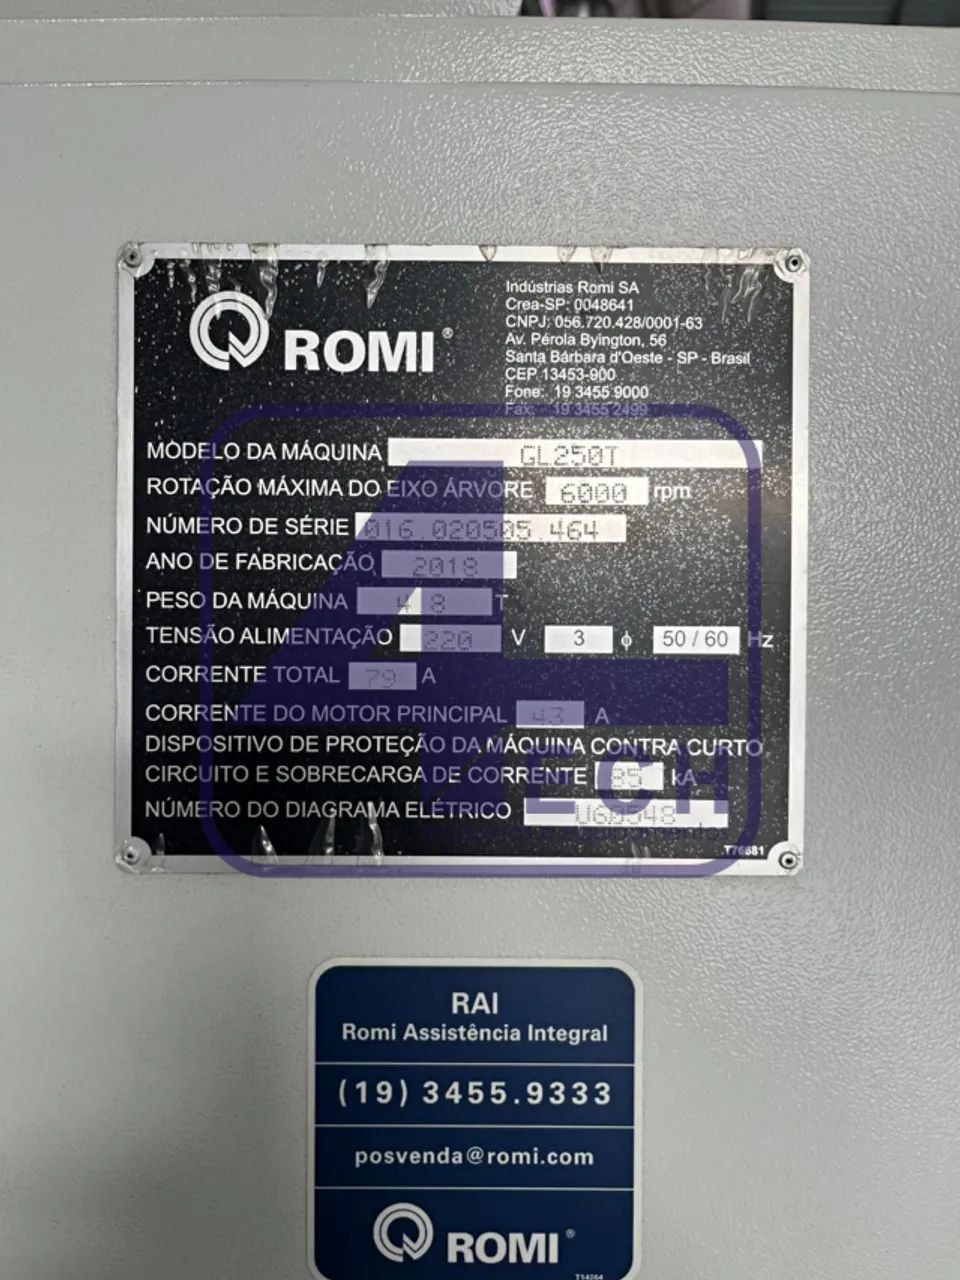 ROMI®
Indústrias Romi SA
Crea-SP: 0048641
CNPJ: 056.720.428/0001-63
Av. Pérola Byington, 56
Santa Bárbara d'Oeste - SP - Brasil
CEP 13453-900
Fone: 19 3455 9000
Fax: 19 3455 2499
MODELO DA MÁQUINA GL250T
ROTAÇÃO MÁXIMA DO EIXO ÁRVORE 6000 rpm
NÚMERO DE SÉRIE 016.020505.464
ANO DE FABRICAÇÃO 2018
PESO DA MÁQUINA 4 8 T
TENSÃO ALIMENTAÇÃO 220 V 3 ϕ 50 / 60 Hz
CORRENTE TOTAL 79 A
CORRENTE DO MOTOR PRINCIPAL 43 A
DISPOSITIVO DE PROTEÇÃO DA MÁQUINA CONTRA CURTO
CIRCUITO E SOBRECARGA DE CORRENTE 85 kA
NÚMERO DO DIAGRAMA ELÉTRICO U60548
4TECH
T76881
RAI
Romi Assistência Integral
(19) 3455.9333
posvenda@romi.com
ROMI®
T14064